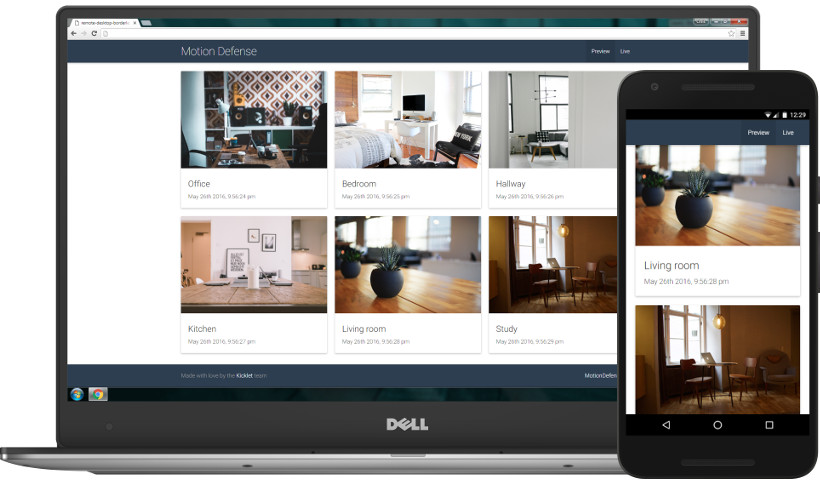 remote-desktop-borderle
Motion Defense
Preview
Live
Office
May 26th 2016, 9:56:24 pm
Bedroom
May 26th 2016, 9:56:25 pm
Hallway
May 26th 2016, 9:56:26 pm
Kitchen
May 26th 2016, 9:56:27 pm
Living room
May 26th 2016, 9:56:28 pm
Study
May 26th 2016, 9:56:29 pm
Made with love by the Kicklet team!
MotionDefen
DELL
12:29
Preview
Live
Living room
May 26th 2016, 9:56:28 pm
NEW YORK